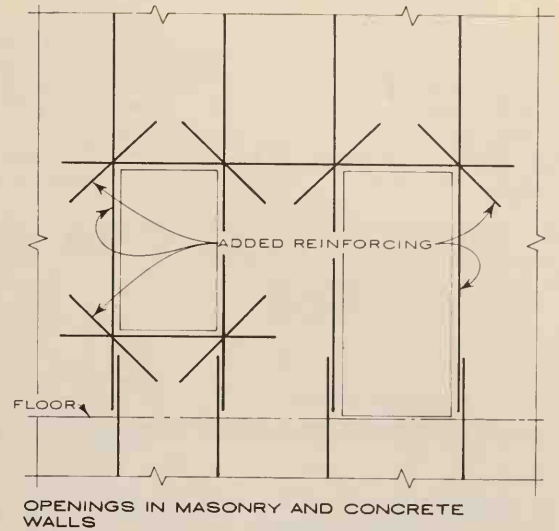 ADDED REINFORCING
FLOOR
OPENINGS IN MASONRY AND CONCRETE
WALLS